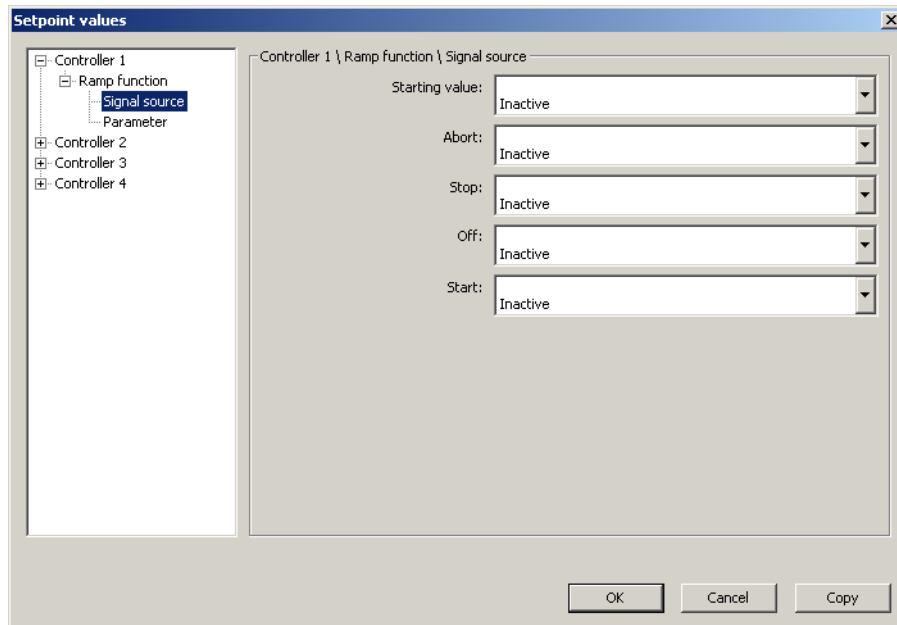 Setpoint values
Controller 1
Ramp function
Signal source
Parameter
Controller 2
Controller 3
Controller 4
Controller 1 \ Ramp function \ Signal source
Starting value:
Inactive
Abort:
Inactive
Stop:
Inactive
Off:
Inactive
Start:
Inactive
OK
Cancel
Copy